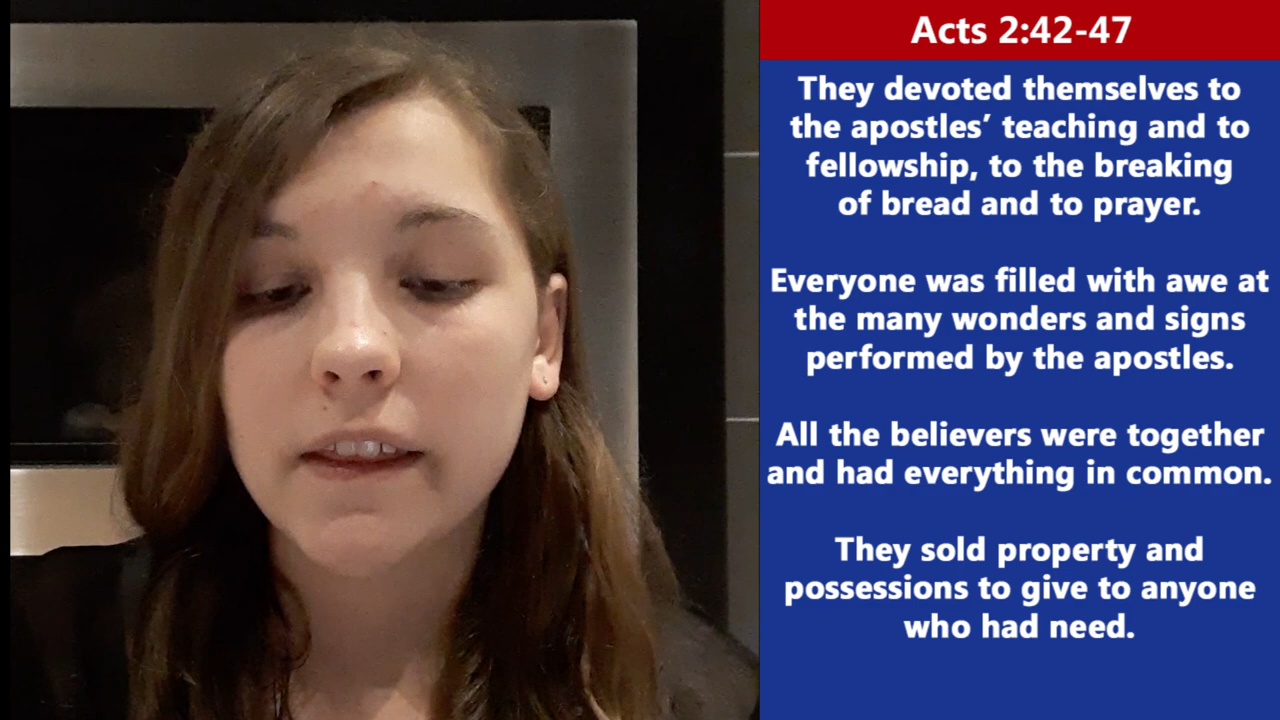 Acts 2:42-47
They devoted themselves to
the apostles’ teaching and to
fellowship, to the breaking
of bread and to prayer.
Everyone was filled with awe at
the many wonders and signs
performed by the apostles.
All the believers were together
and had everything in common.
They sold property and
possessions to give to anyone
who had need.